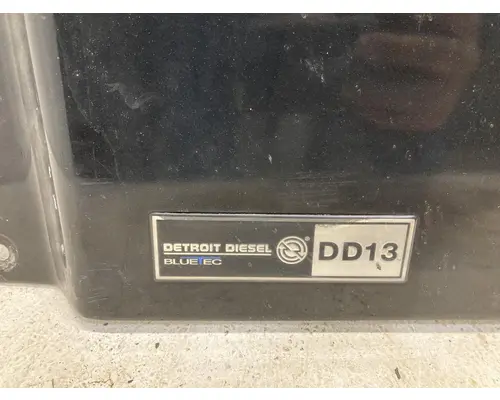 DETROIT DIESEL
BLUETEC
DD13